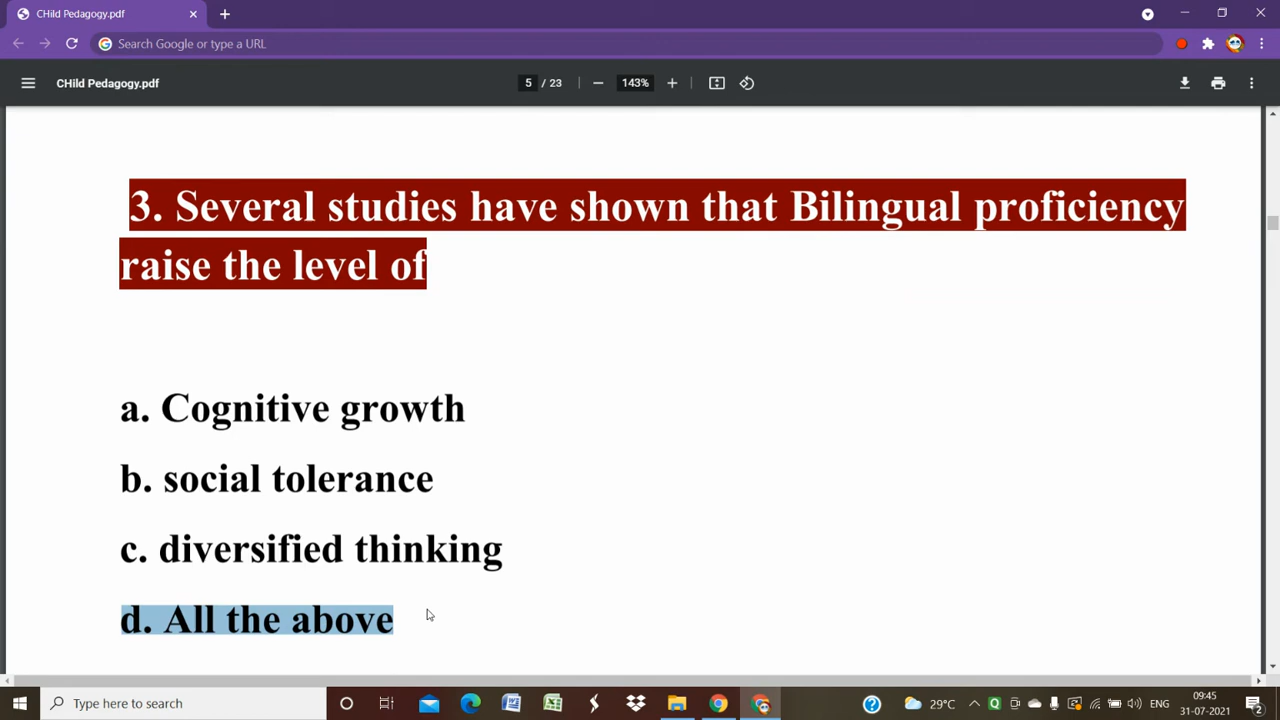 CHild Pedagogy.pdf
Search Google or type a URL
CHild Pedagogy.pdf
5 / 23
143%
3. Several studies have shown that Bilingual proficiency
raise the level of
a. Cognitive growth
b. social tolerance
c. diversified thinking
d. All the above
Type here to search
29°C
ENG
09:45
31-07-2021
2